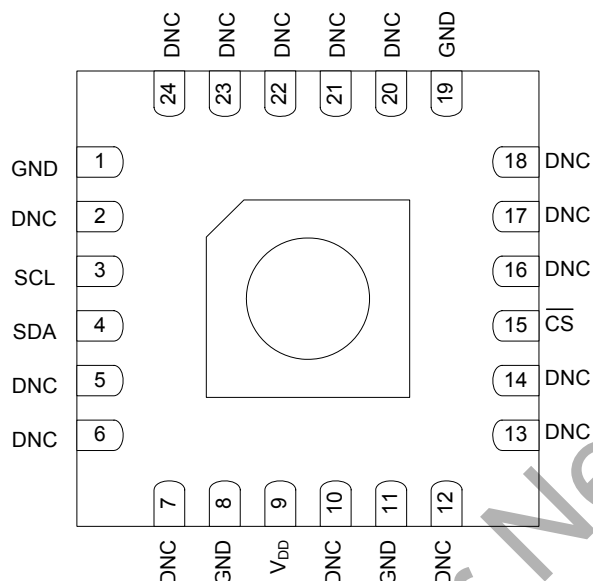 DNC DNC DNC DNC DNC GND
24 23 22 21 20 19
GND 1
DNC 2
SCL 3
SDA 4
DNC 5
DNC 6
18 DNC
17 DNC
16 DNC
15 C̅S̅
14 DNC
13 DNC
7 8 9 10 11 12
DNC GND VDD DNC GND DNC